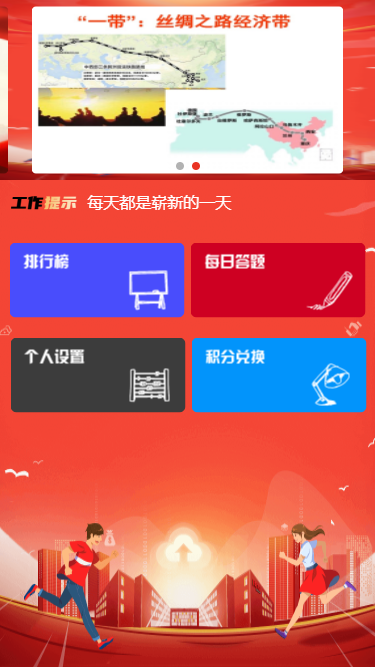 “一带”：丝绸之路经济带
工作提示 每天都是崭新的一天
排行榜
每日答题
个人设置
积分兑换